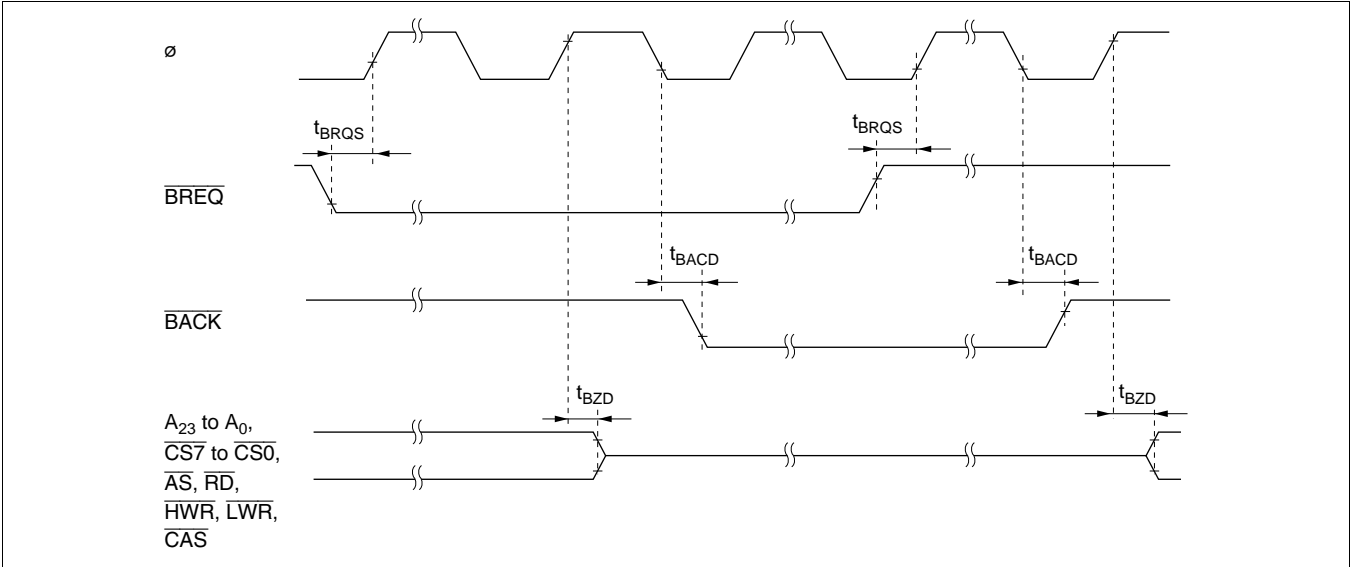 ø
tBRQS
tBRQS
BREQ
tBACD
tBACD
BACK
tBZD
tBZD
A23 to A0,
CS7 to CS0,
AS, RD,
HWR, LWR,
CAS